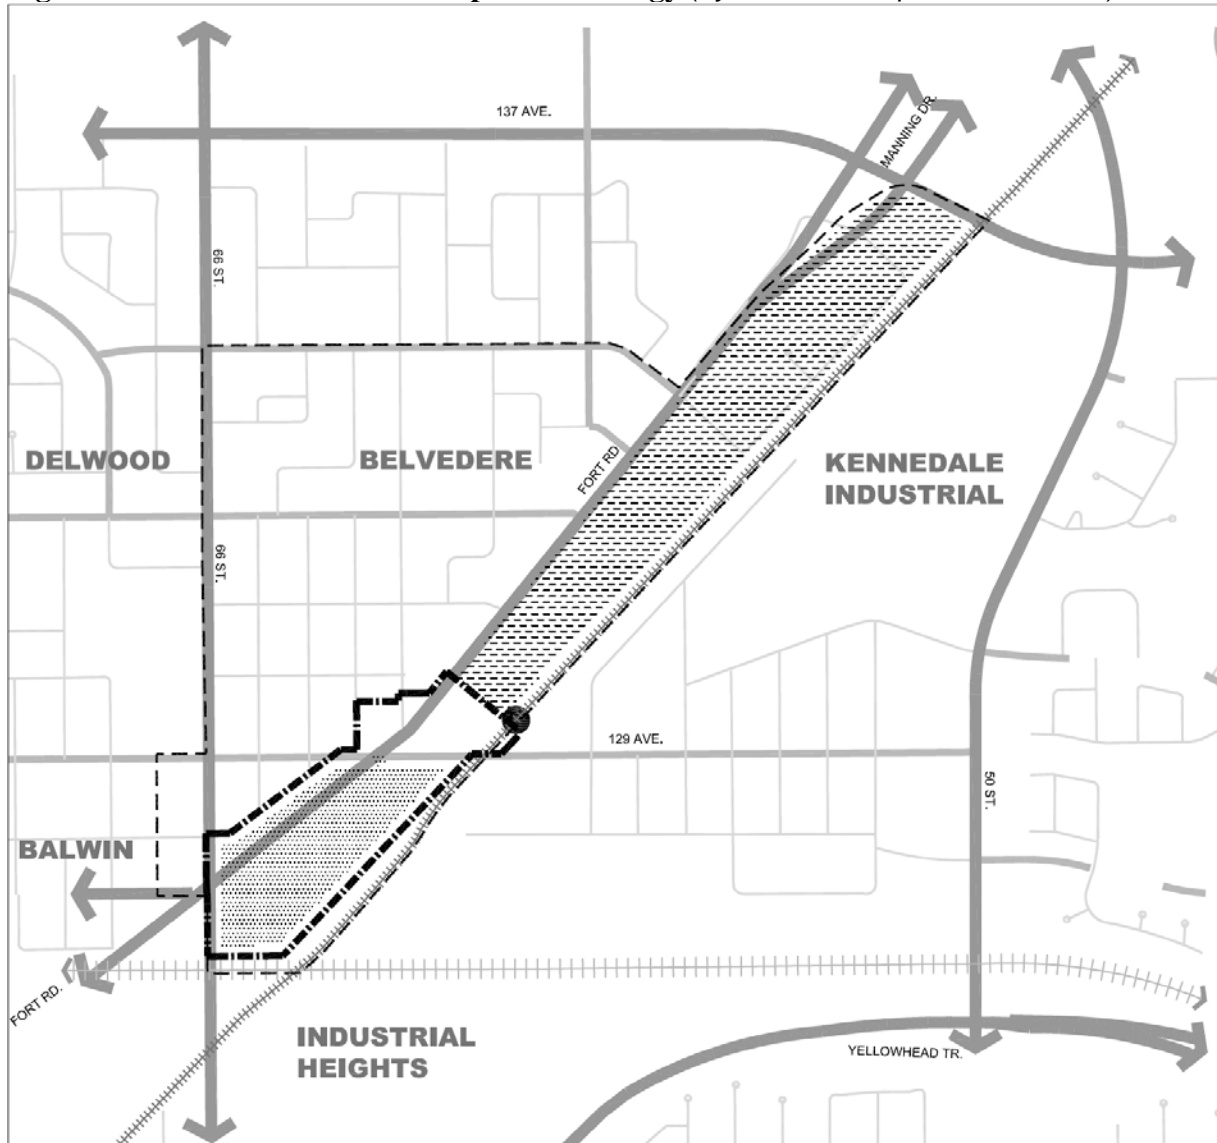 137 AVE.
MANNING DR.
66 ST.
DELWOOD
BELVEDERE
FORT RD
KENNEDALE
INDUSTRIAL
66 ST.
129 AVE.
50 ST.
BALWIN
FORT RD.
INDUSTRIAL
HEIGHTS
YELLOWHEAD TR.